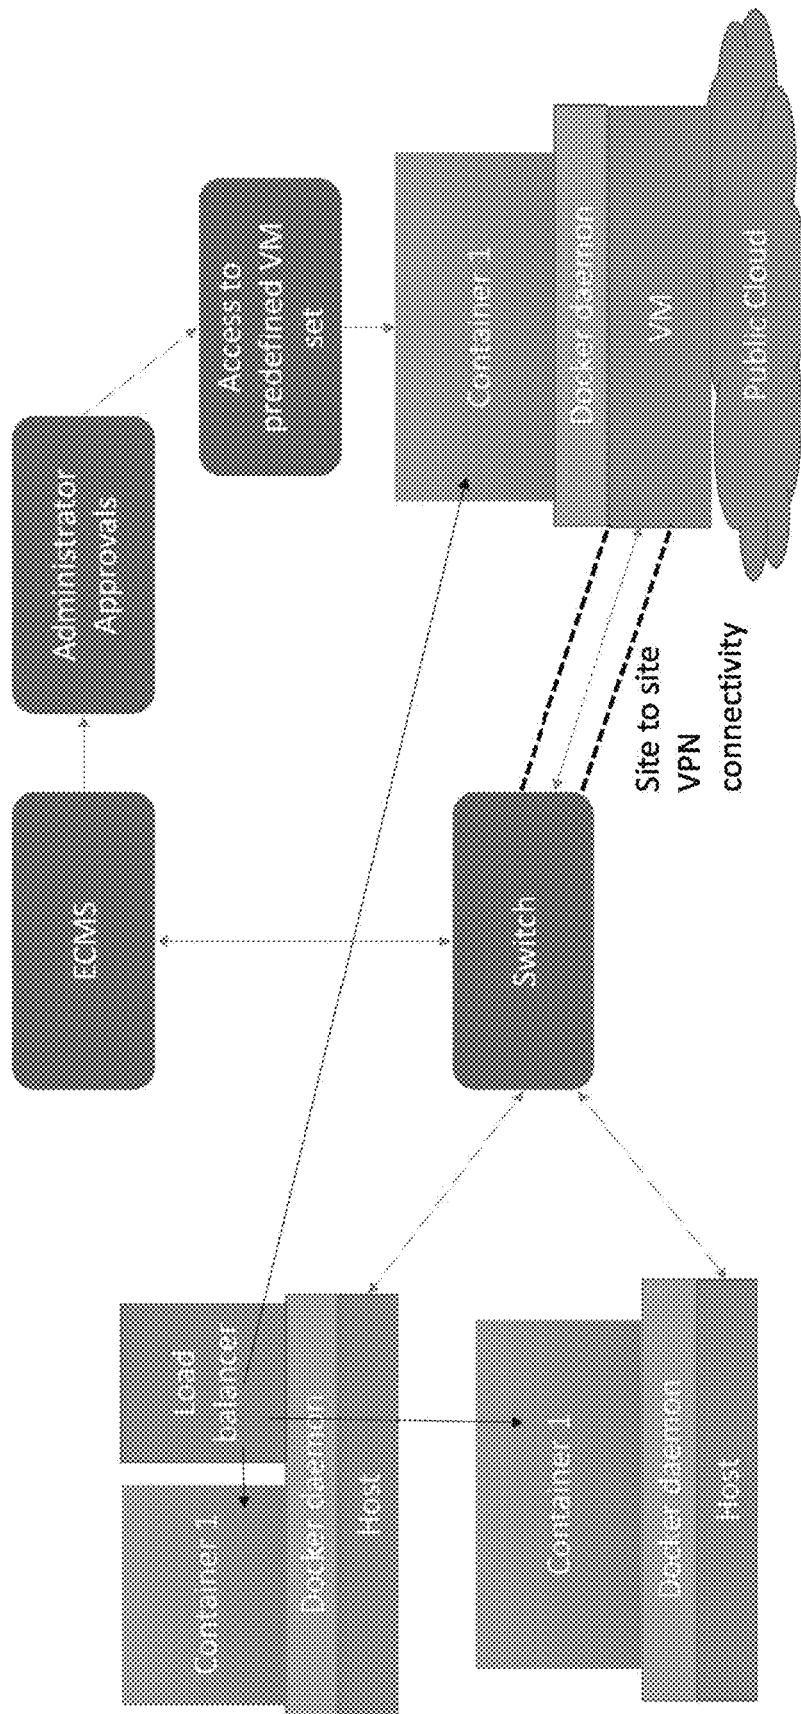 ECMS
Administrator
Approvals
Access to
predefined VM
set
Container 1
Load
balancer
Docker daemon
Host
Container 1
Docker daemon
Host
Switch
Site to site
VPN
connectivity
Container 1
Docker daemon
VM
Public Cloud